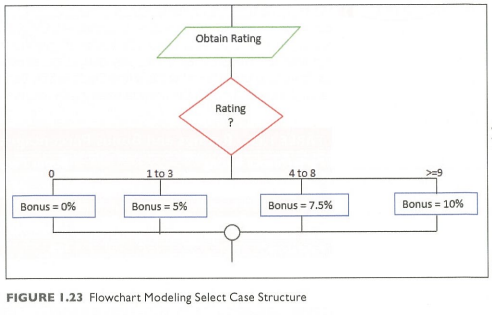 Obtain Rating
Rating
?
0 1 to 3 4 to 8 >=9
Bonus = 0% Bonus = 5% Bonus = 7.5% Bonus = 10%
FIGURE 1.23 Flowchart Modeling Select Case Structure